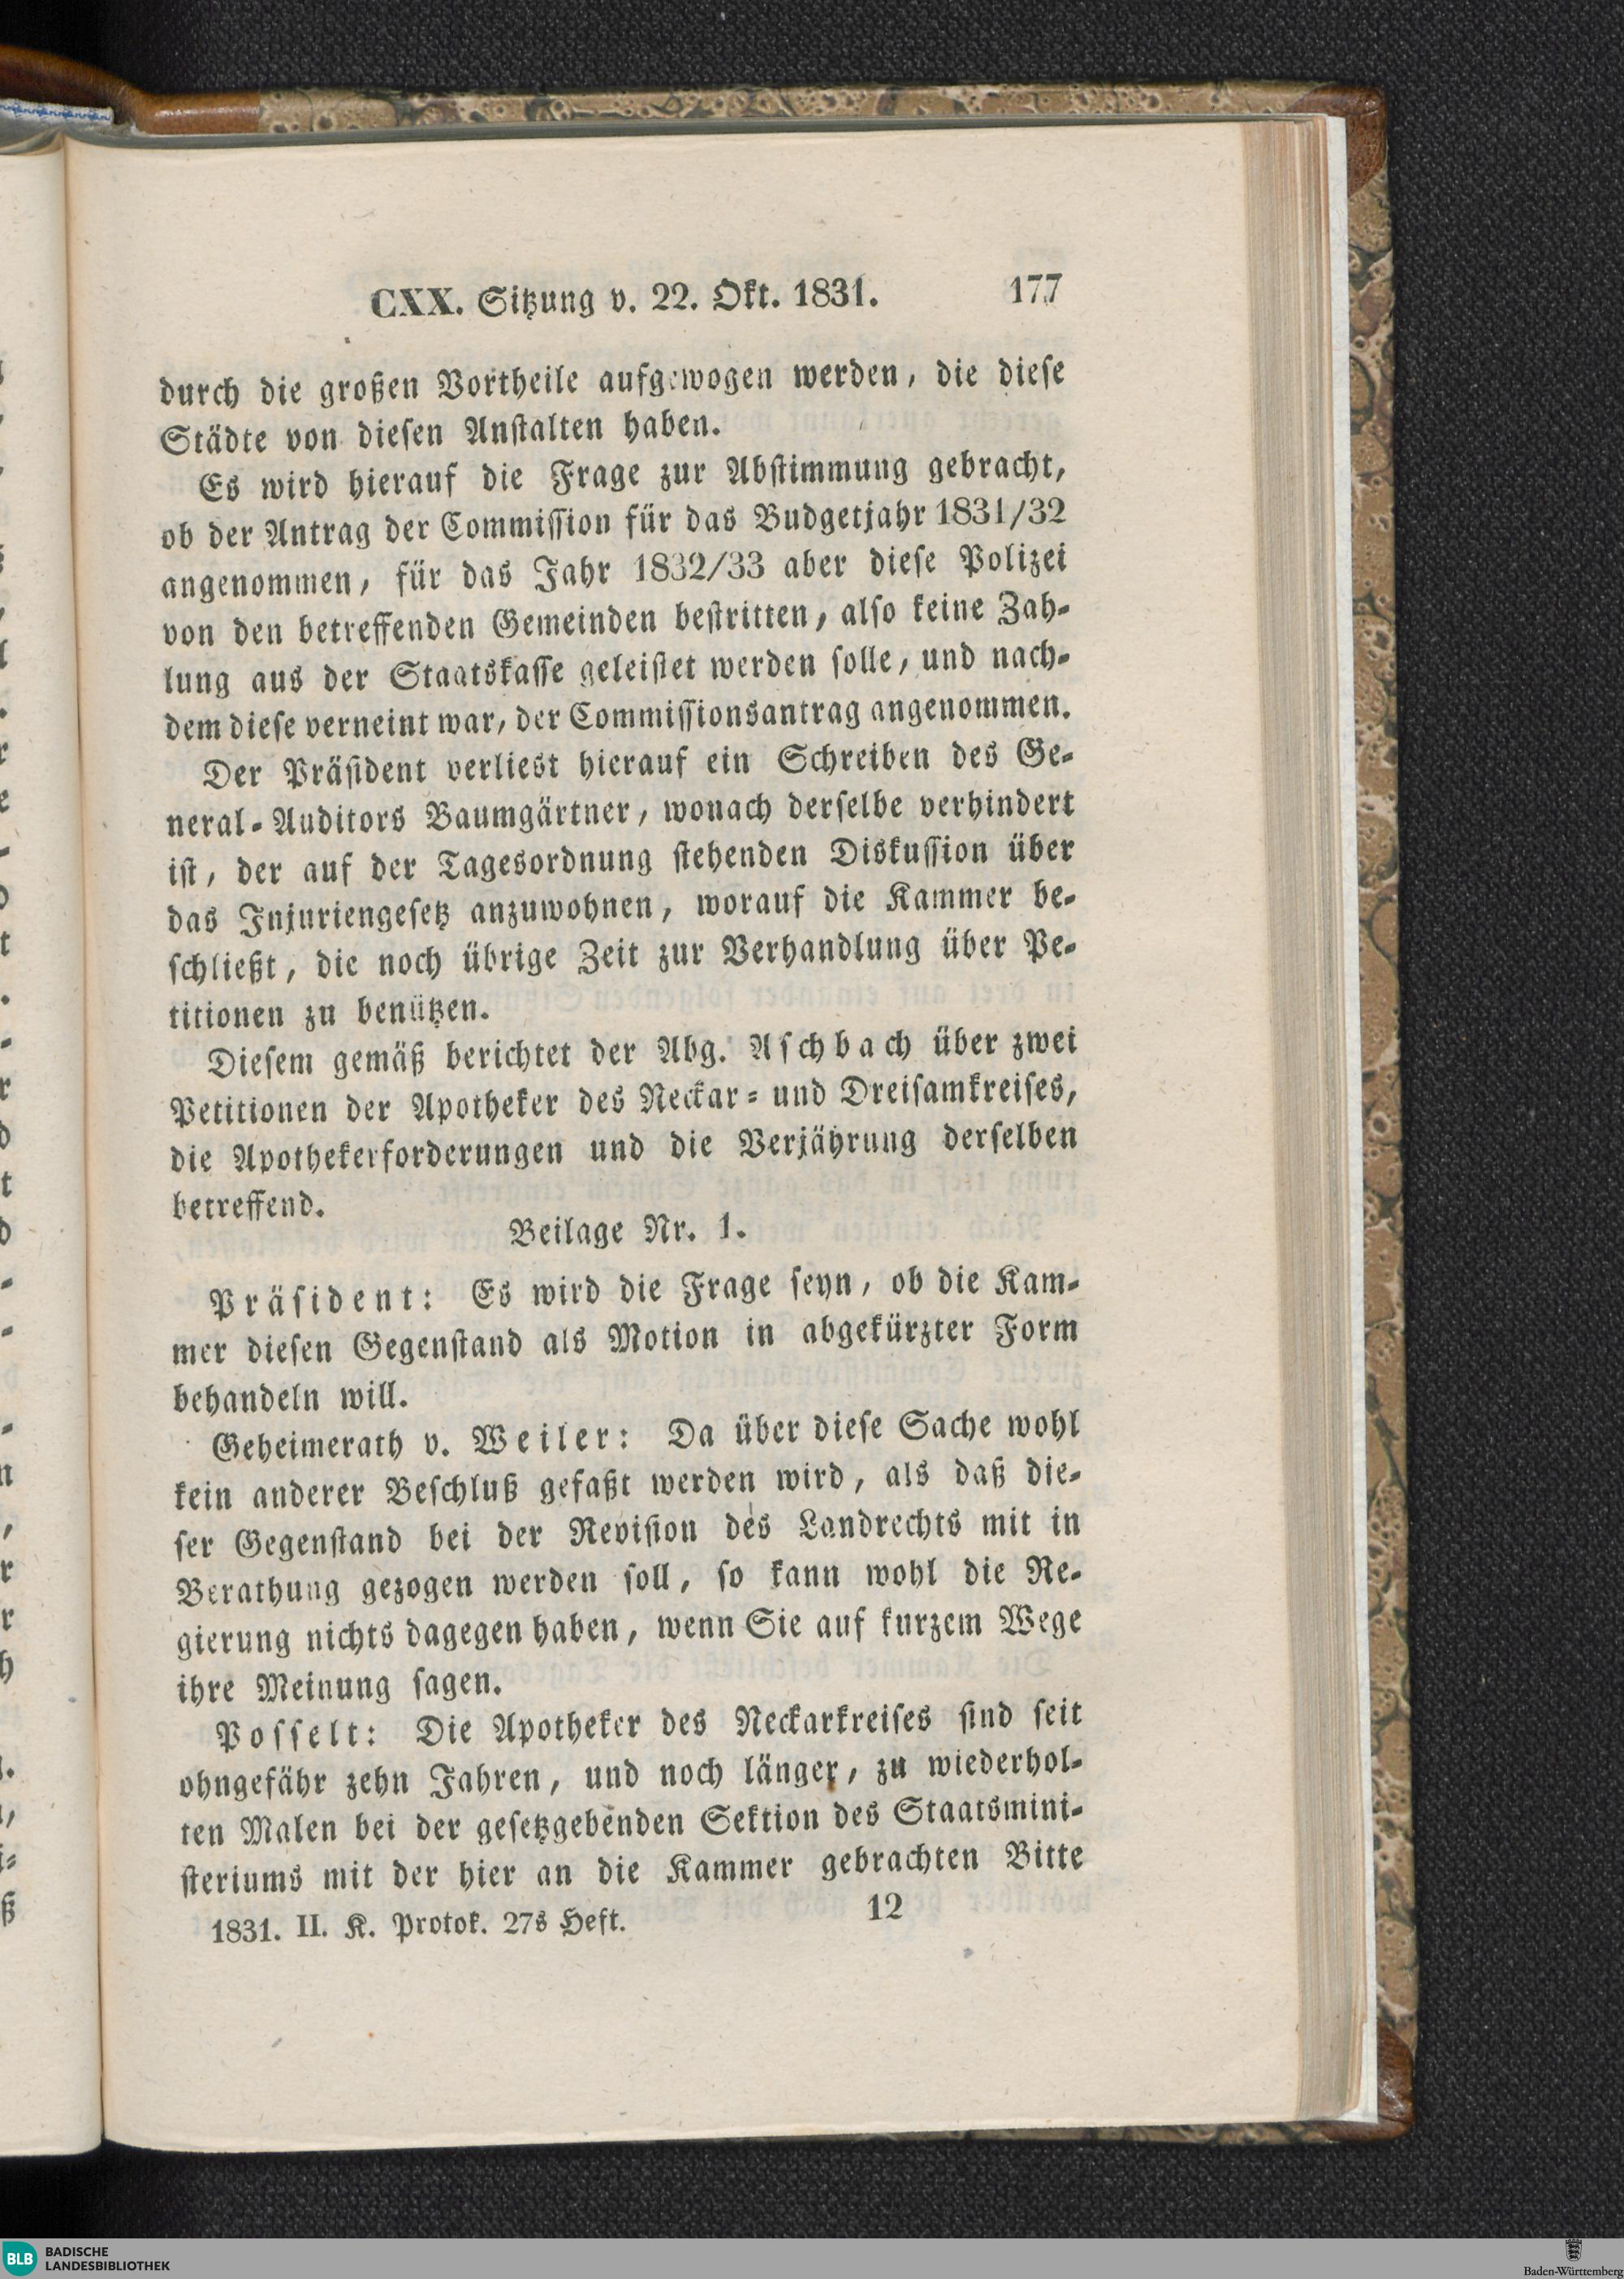 CXX. Sitzung v. 22. Okt. 1831. 177
durch die großen Vortheile aufgewogen werden, die diese
Städte von diesen Anstalten haben.
Es wird hierauf die Frage zur Abstimmung gebracht,
ob der Antrag der Commission für das Budgetjahr 1831/32
angenommen, für das Jahr 1832/33 aber diese Polizei
von den betreffenden Gemeinden bestritten, also keine Zah-
lung aus der Staatskasse geleistet werden solle, und nach-
dem diese verneint war, der Commissionsantrag angenommen.
Der Präsident verliest hierauf ein Schreiben des Ge-
neral-Auditors Baumgärtner, wonach derselbe verhindert
ist, der auf der Tagesordnung stehenden Diskussion über
das Injuriengesetz anzuwohnen, worauf die Kammer be-
schließt, die noch übrige Zeit zur Verhandlung über Pe-
titionen zu benützen.
Diesem gemäß berichtet der Abg. Aschbach über zwei
Petitionen der Apotheker des Neckar- und Dreisamkreises,
die Apothekerforderungen und die Verjährung derselben
betreffend.
Beilage Nr. 1.
Präsident: Es wird die Frage seyn, ob die Kam-
mer diesen Gegenstand als Motion in abgekürzter Form
behandeln will.
Geheimerath v. Weiler: Da über diese Sache wohl
kein anderer Beschluß gefaßt werden wird, als daß die-
ser Gegenstand bei der Revision des Landrechts mit in
Berathung gezogen werden soll, so kann wohl die Re-
gierung nichts dagegen haben, wenn Sie auf kurzem Wege
ihre Meinung sagen.
Posselt: Die Apotheker des Neckarkreises sind seit
ohngefähr zehn Jahren, und noch länger, zu wiederhol-
ten Malen bei der gesetzgebenden Sektion des Staatsmini-
steriums mit der hier an die Kammer gebrachten Bitte
1831. II. K. Protok. 27s Heft. 12
BLB BADISCHE
LANDESBIBLIOTHEK
Baden-Württemberg